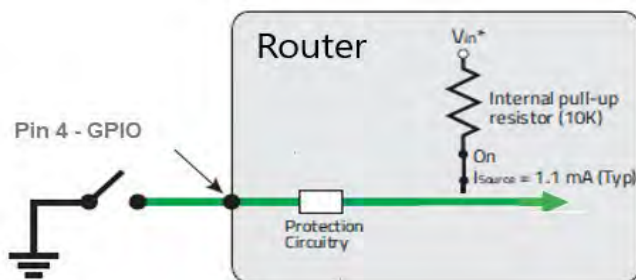 Router
Vin*
Internal pull-up
resistor (10K)
Pin 4 - GPIO
On
Isource = 1.1 mA (Typ)
Protection
Circuitry